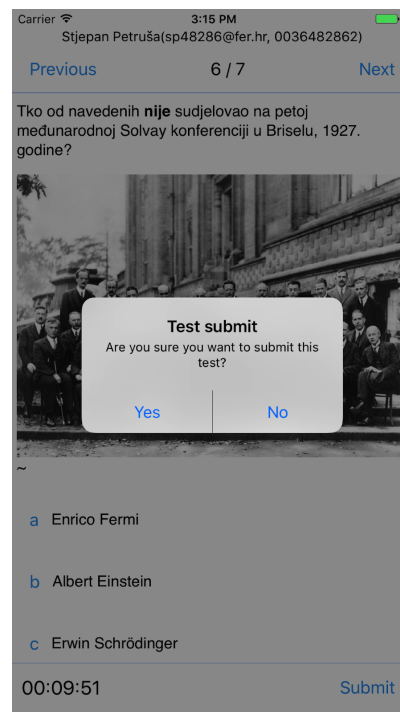 Carrier 3:15 PM
Stjepan Petruša(sp48286@fer.hr, 0036482862)
Previous 6 / 7 Next
Tko od navedenih nije sudjelovao na petoj
međunarodnoj Solvay konferenciji u Briselu, 1927.
godine?
Test submit
Are you sure you want to submit this
test?
Yes No
~
a Enrico Fermi
b Albert Einstein
c Erwin Schrödinger
00:09:51 Submit